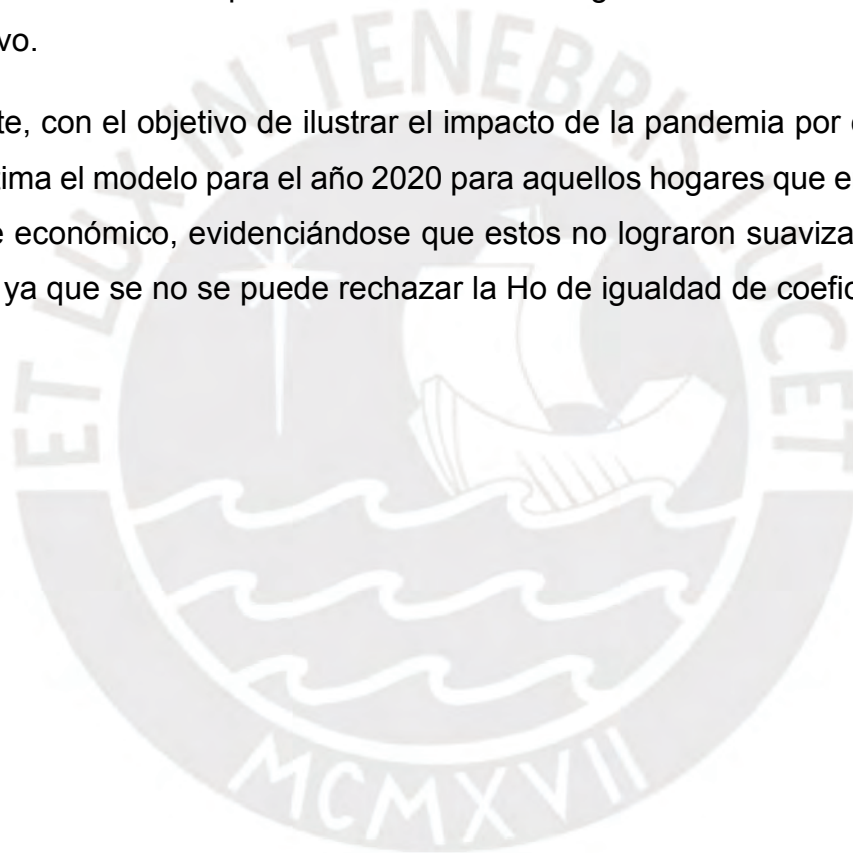 vo.
te, con el objetivo de ilustrar el impacto de la pandemia por
tima el modelo para el año 2020 para aquellos hogares que e
e económico, evidenciándose que estos no lograron suaviza
ya que se no se puede rechazar la Ho de igualdad de coefic
ET LUX IN TENEBRIS LUCET
MCMXVII